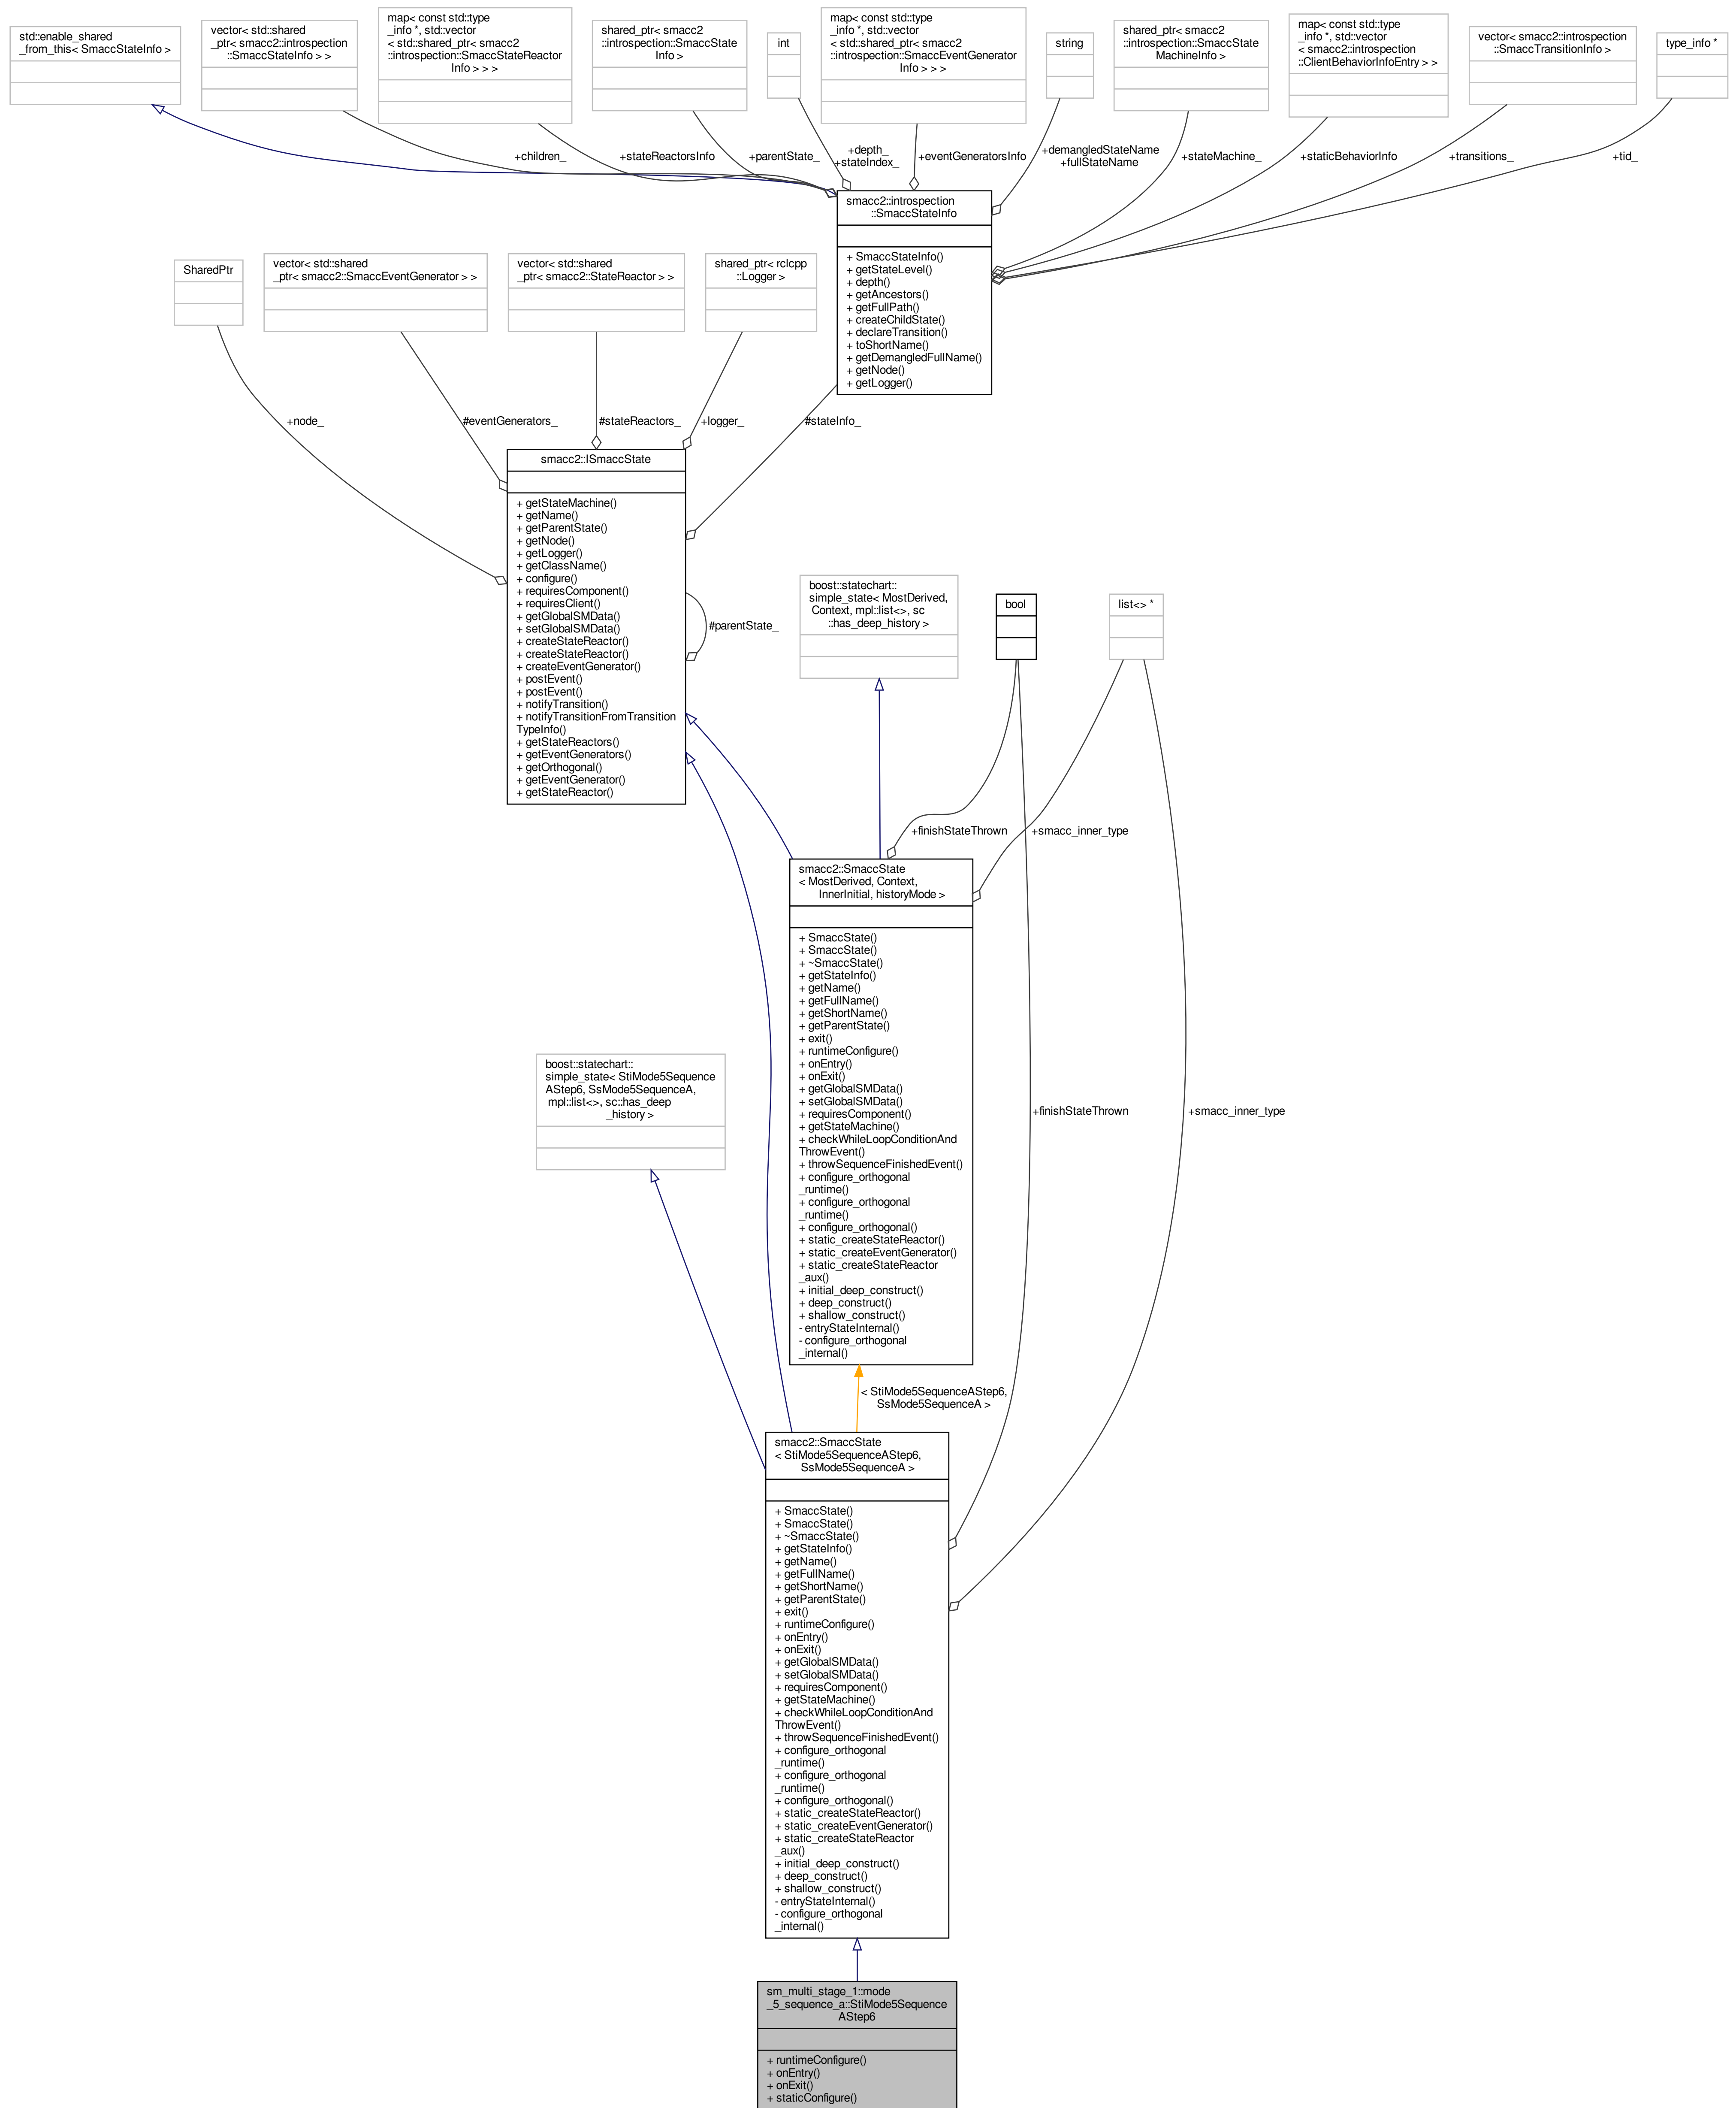 std::enable_shared
_from_this< SmaccStateInfo >
vector< std::shared
_ptr< smacc2::introspection
::SmaccStateInfo > >
map< const std::type
_info *, std::vector
< std::shared_ptr< smacc2
::introspection::SmaccStateReactor
Info > > >
shared_ptr< smacc2
::introspection::SmaccState
Info >
int
map< const std::type
_info *, std::vector
< std::shared_ptr< smacc2
::introspection::SmaccEventGenerator
Info > > >
string
shared_ptr< smacc2
::introspection::SmaccState
MachineInfo >
map< const std::type
_info *, std::vector
< smacc2::introspection
::ClientBehaviorInfoEntry > >
vector< smacc2::introspection
::SmaccTransitionInfo >
type_info *
+children_
+stateReactorsInfo
+parentState_
+depth_
+stateIndex_
+eventGeneratorsInfo
+demangledStateName
+fullStateName
+stateMachine_
+staticBehaviorInfo
+transitions_
+tid_
smacc2::introspection
::SmaccStateInfo
+ SmaccStateInfo()
+ getStateLevel()
+ depth()
+ getAncestors()
+ getFullPath()
+ createChildState()
+ declareTransition()
+ toShortName()
+ getDemangledFullName()
+ getNode()
+ getLogger()
SharedPtr
vector< std::shared
_ptr< smacc2::SmaccEventGenerator > >
vector< std::shared
_ptr< smacc2::StateReactor > >
shared_ptr< rclcpp
::Logger >
+node_
#eventGenerators_
#stateReactors_
+logger_
#stateInfo_
smacc2::ISmaccState
+ getStateMachine()
+ getName()
+ getParentState()
+ getNode()
+ getLogger()
+ getClassName()
+ configure()
+ requiresComponent()
+ requiresClient()
+ getGlobalSMData()
+ setGlobalSMData()
+ createStateReactor()
+ createStateReactor()
+ createEventGenerator()
+ postEvent()
+ postEvent()
+ notifyTransition()
+ notifyTransitionFromTransition
TypeInfo()
+ getStateReactors()
+ getEventGenerators()
+ getOrthogonal()
+ getEventGenerator()
+ getStateReactor()
#parentState_
boost::statechart::
simple_state< MostDerived,
Context, mpl::list<>, sc
::has_deep_history >
bool
list<> *
+finishStateThrown
+smacc_inner_type
smacc2::SmaccState
< MostDerived, Context,
InnerInitial, historyMode >
+ SmaccState()
+ SmaccState()
+ ~SmaccState()
+ getStateInfo()
+ getName()
+ getFullName()
+ getShortName()
+ getParentState()
+ exit()
+ runtimeConfigure()
+ onEntry()
+ onExit()
+ getGlobalSMData()
+ setGlobalSMData()
+ requiresComponent()
+ getStateMachine()
+ checkWhileLoopConditionAnd
ThrowEvent()
+ throwSequenceFinishedEvent()
+ configure_orthogonal
_runtime()
+ configure_orthogonal
_runtime()
+ configure_orthogonal()
+ static_createStateReactor()
+ static_createEventGenerator()
+ static_createStateReactor
_aux()
+ initial_deep_construct()
+ deep_construct()
+ shallow_construct()
- entryStateInternal()
- configure_orthogonal
_internal()
boost::statechart::
simple_state< StiMode5Sequence
AStep6, SsMode5SequenceA,
mpl::list<>, sc::has_deep
_history >
+finishStateThrown
+smacc_inner_type
< StiMode5SequenceAStep6,
SsMode5SequenceA >
smacc2::SmaccState
< StiMode5SequenceAStep6,
SsMode5SequenceA >
+ SmaccState()
+ SmaccState()
+ ~SmaccState()
+ getStateInfo()
+ getName()
+ getFullName()
+ getShortName()
+ getParentState()
+ exit()
+ runtimeConfigure()
+ onEntry()
+ onExit()
+ getGlobalSMData()
+ setGlobalSMData()
+ requiresComponent()
+ getStateMachine()
+ checkWhileLoopConditionAnd
ThrowEvent()
+ throwSequenceFinishedEvent()
+ configure_orthogonal
_runtime()
+ configure_orthogonal
_runtime()
+ configure_orthogonal()
+ static_createStateReactor()
+ static_createEventGenerator()
+ static_createStateReactor
_aux()
+ initial_deep_construct()
+ deep_construct()
+ shallow_construct()
- entryStateInternal()
- configure_orthogonal
_internal()
sm_multi_stage_1::mode
_5_sequence_a::StiMode5Sequence
AStep6
+ runtimeConfigure()
+ onEntry()
+ onExit()
+ staticConfigure()